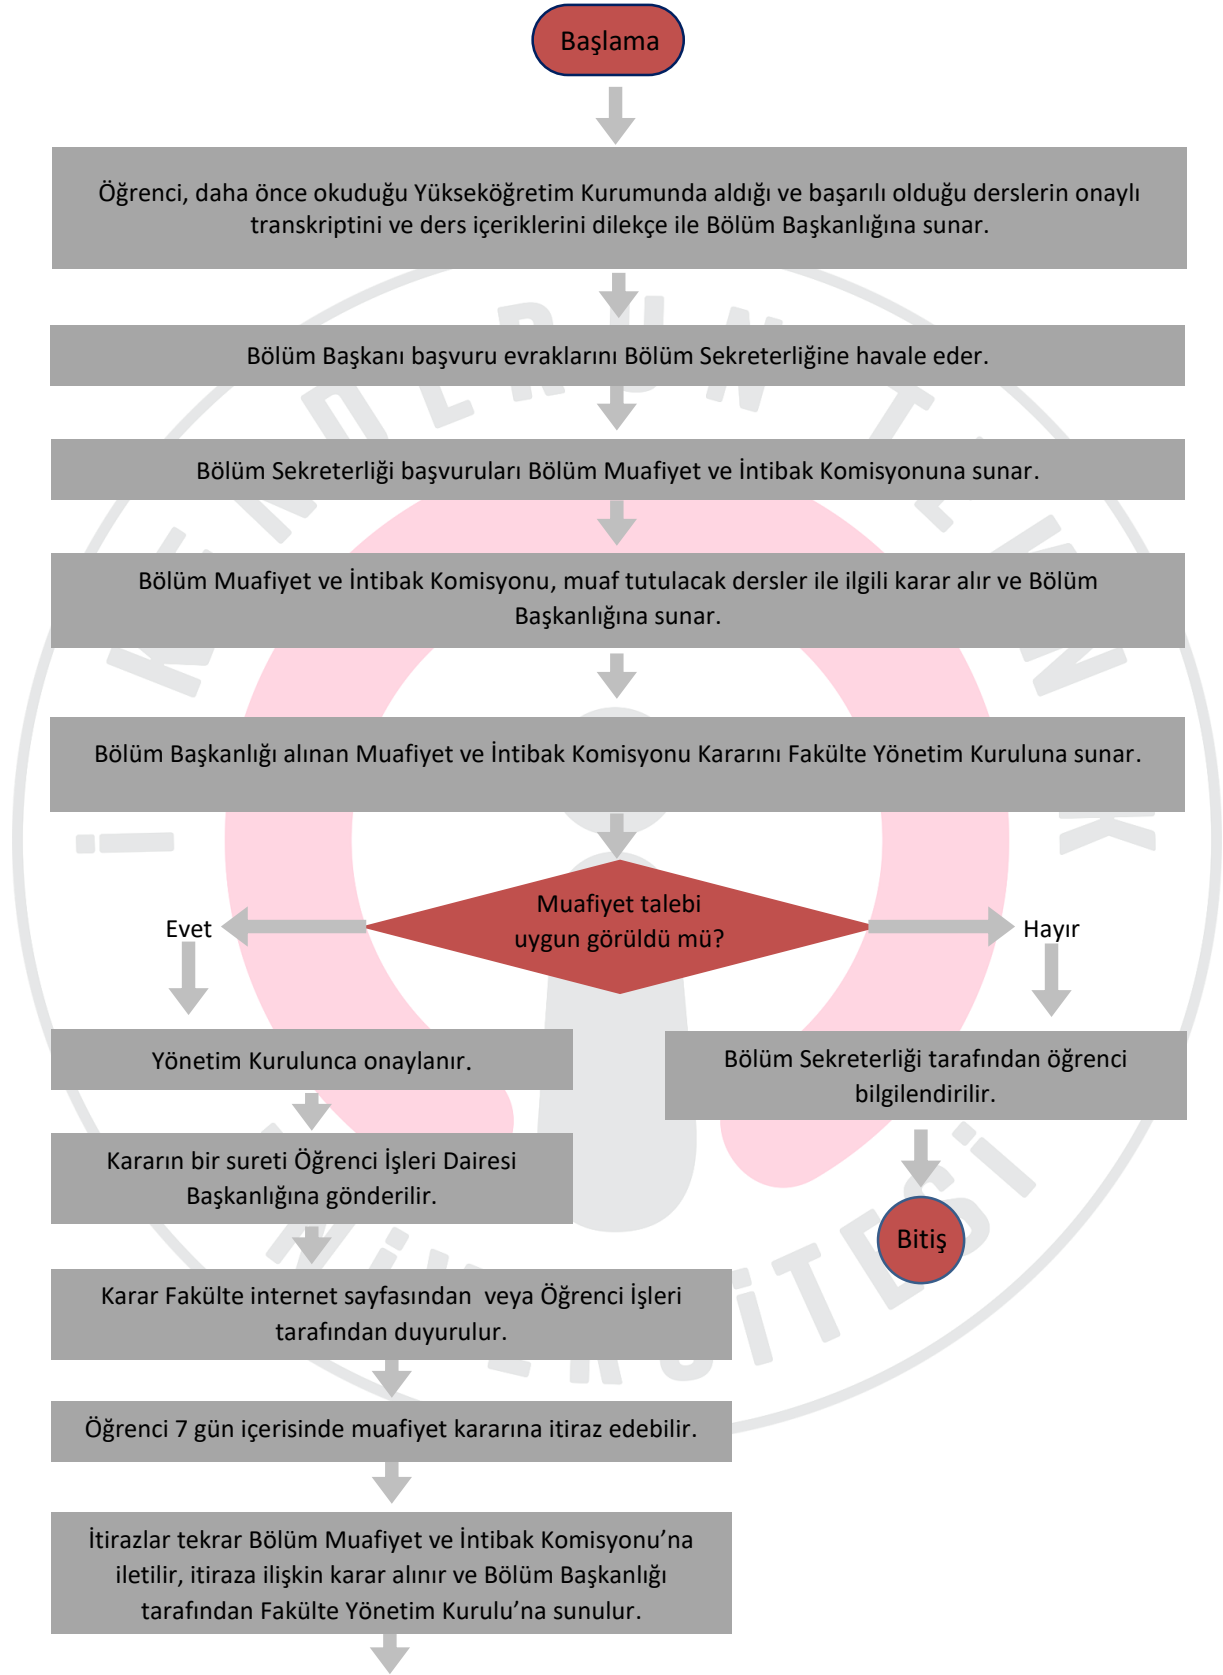 Başlama
Öğrenci, daha önce okuduğu Yükseköğretim Kurumunda aldığı ve başarılı olduğu derslerin onaylı
transkriptini ve ders içeriklerini dilekçe ile Bölüm Başkanlığına sunar.
Bölüm Başkanı başvuru evraklarını Bölüm Sekreterliğine havale eder.
Bölüm Sekreterliği başvuruları Bölüm Muafiyet ve İntibak Komisyonuna sunar.
Bölüm Muafiyet ve İntibak Komisyonu, muaf tutulacak dersler ile ilgili karar alır ve Bölüm
Başkanlığına sunar.
Bölüm Başkanlığı alınan Muafiyet ve İntibak Komisyonu Kararını Fakülte Yönetim Kuruluna sunar.
Muafiyet talebi
uygun görüldü mü?
Evet
Hayır
Yönetim Kurulunca onaylanır.
Bölüm Sekreterliği tarafından öğrenci
bilgilendirilir.
Kararın bir sureti Öğrenci İşleri Dairesi
Başkanlığına gönderilir.
Bitiş
Karar Fakülte internet sayfasından  veya Öğrenci İşleri
tarafından duyurulur.
Öğrenci 7 gün içerisinde muafiyet kararına itiraz edebilir.
İtirazlar tekrar Bölüm Muafiyet ve İntibak Komisyonu’na
iletilir, itiraza ilişkin karar alınır ve Bölüm Başkanlığı
tarafından Fakülte Yönetim Kurulu’na sunulur.